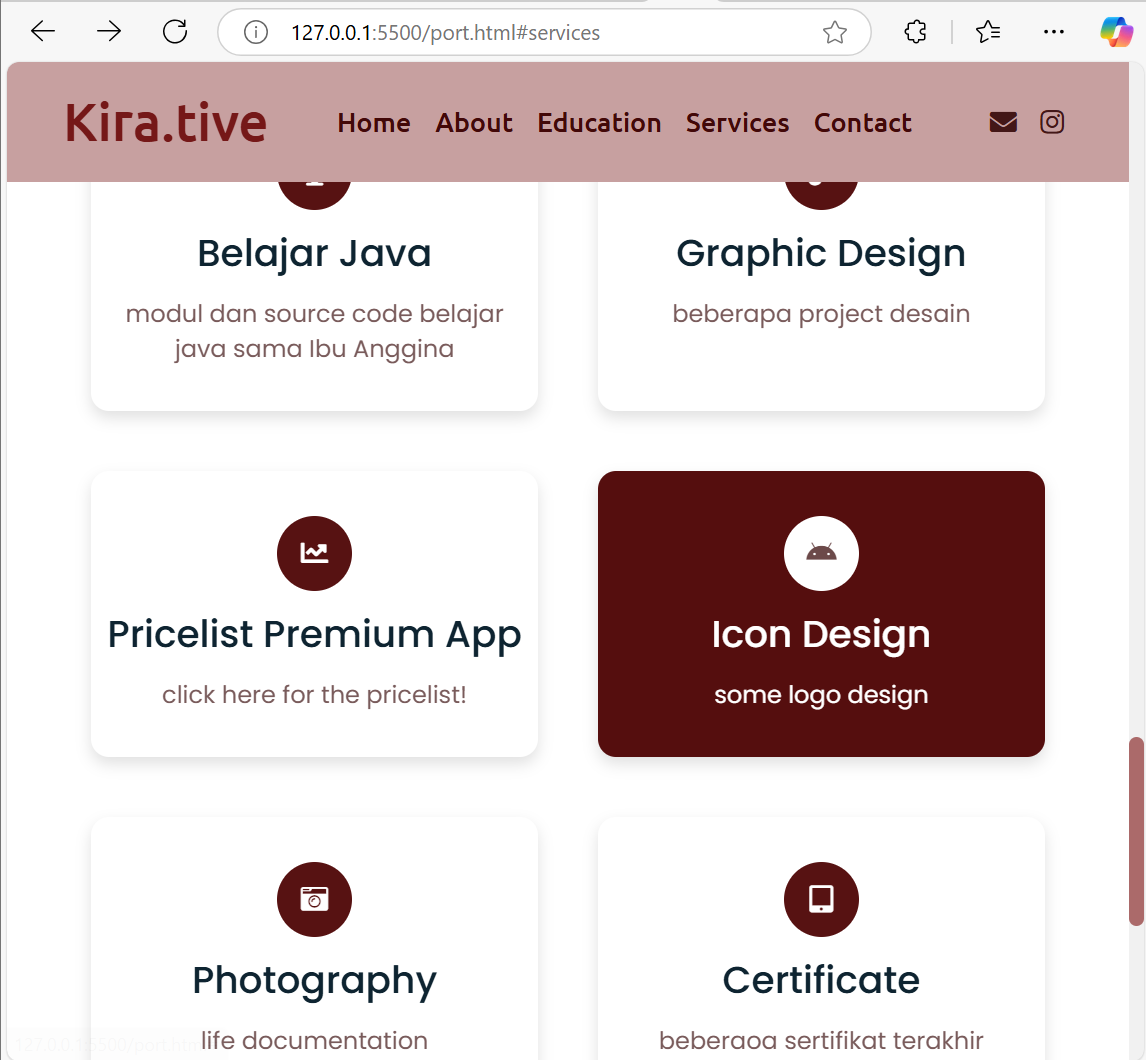 127.0.0.1:5500/port.html#services
Kira.tive
Home About Education Services Contact
Belajar Java
modul dan source code belajar
java sama Ibu Anggina
Graphic Design
beberapa project desain
Pricelist Premium App
click here for the pricelist!
Icon Design
some logo design
Photography
life documentation
Certificate
beberaoa sertifikat terakhir